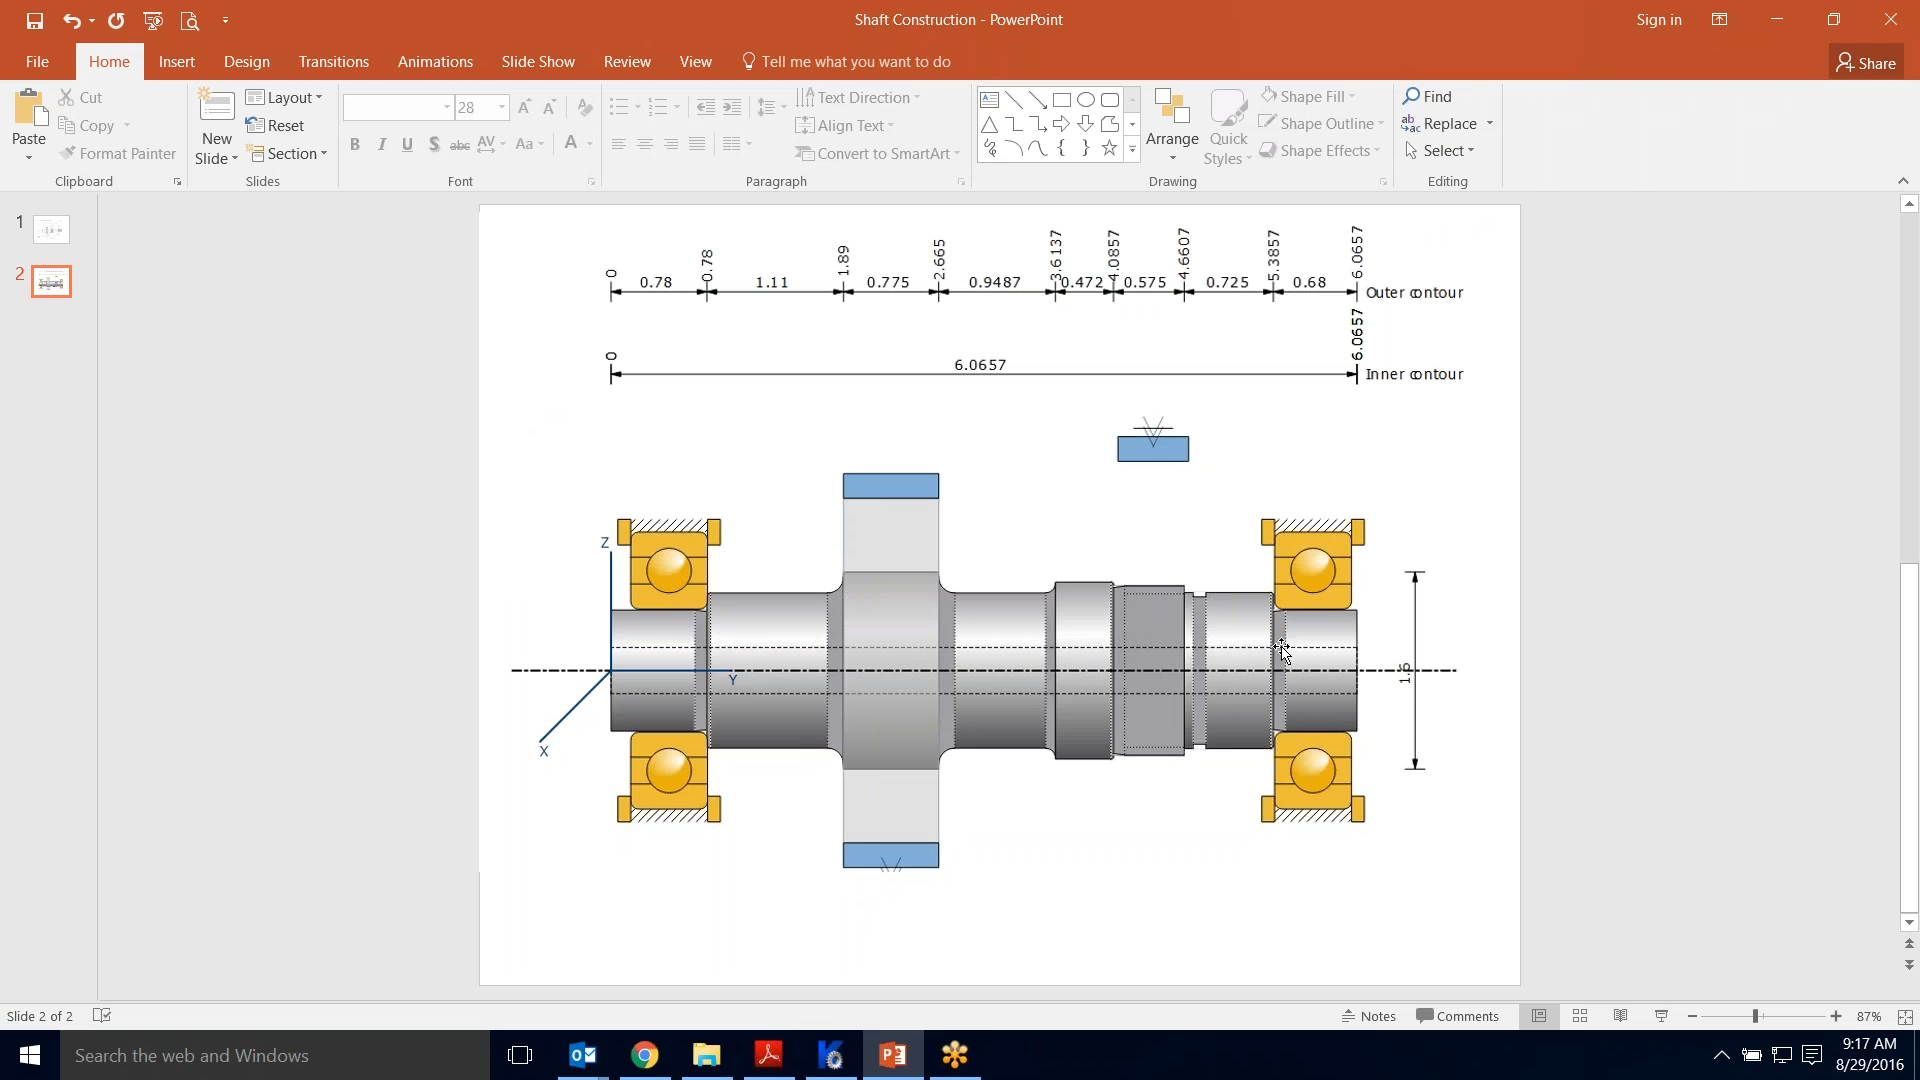 Shaft Construction - PowerPoint
Sign in
File Home Insert Design Transitions Animations Slide Show Review View Tell me what you want to do Share
Paste
Cut
Copy
Format Painter
Clipboard
New Slide
Layout
Reset
Section
Slides
28
B I U S abc AV Aa A
Font
Text Direction
Align Text
Convert to SmartArt
Paragraph
Arrange
Quick Styles
Shape Fill
Shape Outline
Shape Effects
Drawing
Find
Replace
Select
Editing
1
2
0 0.78 1.89 2.665 3.6137 4.0857 4.6607 5.3857 6.0657
0.78 1.11 0.775 0.9487 0.472 0.575 0.725 0.68
Outer contour
0 6.0657 6.0657
Inner contour
Z
Y
X
1.6
Slide 2 of 2
Notes Comments 87%
Search the web and Windows
9:17 AM
8/29/2016